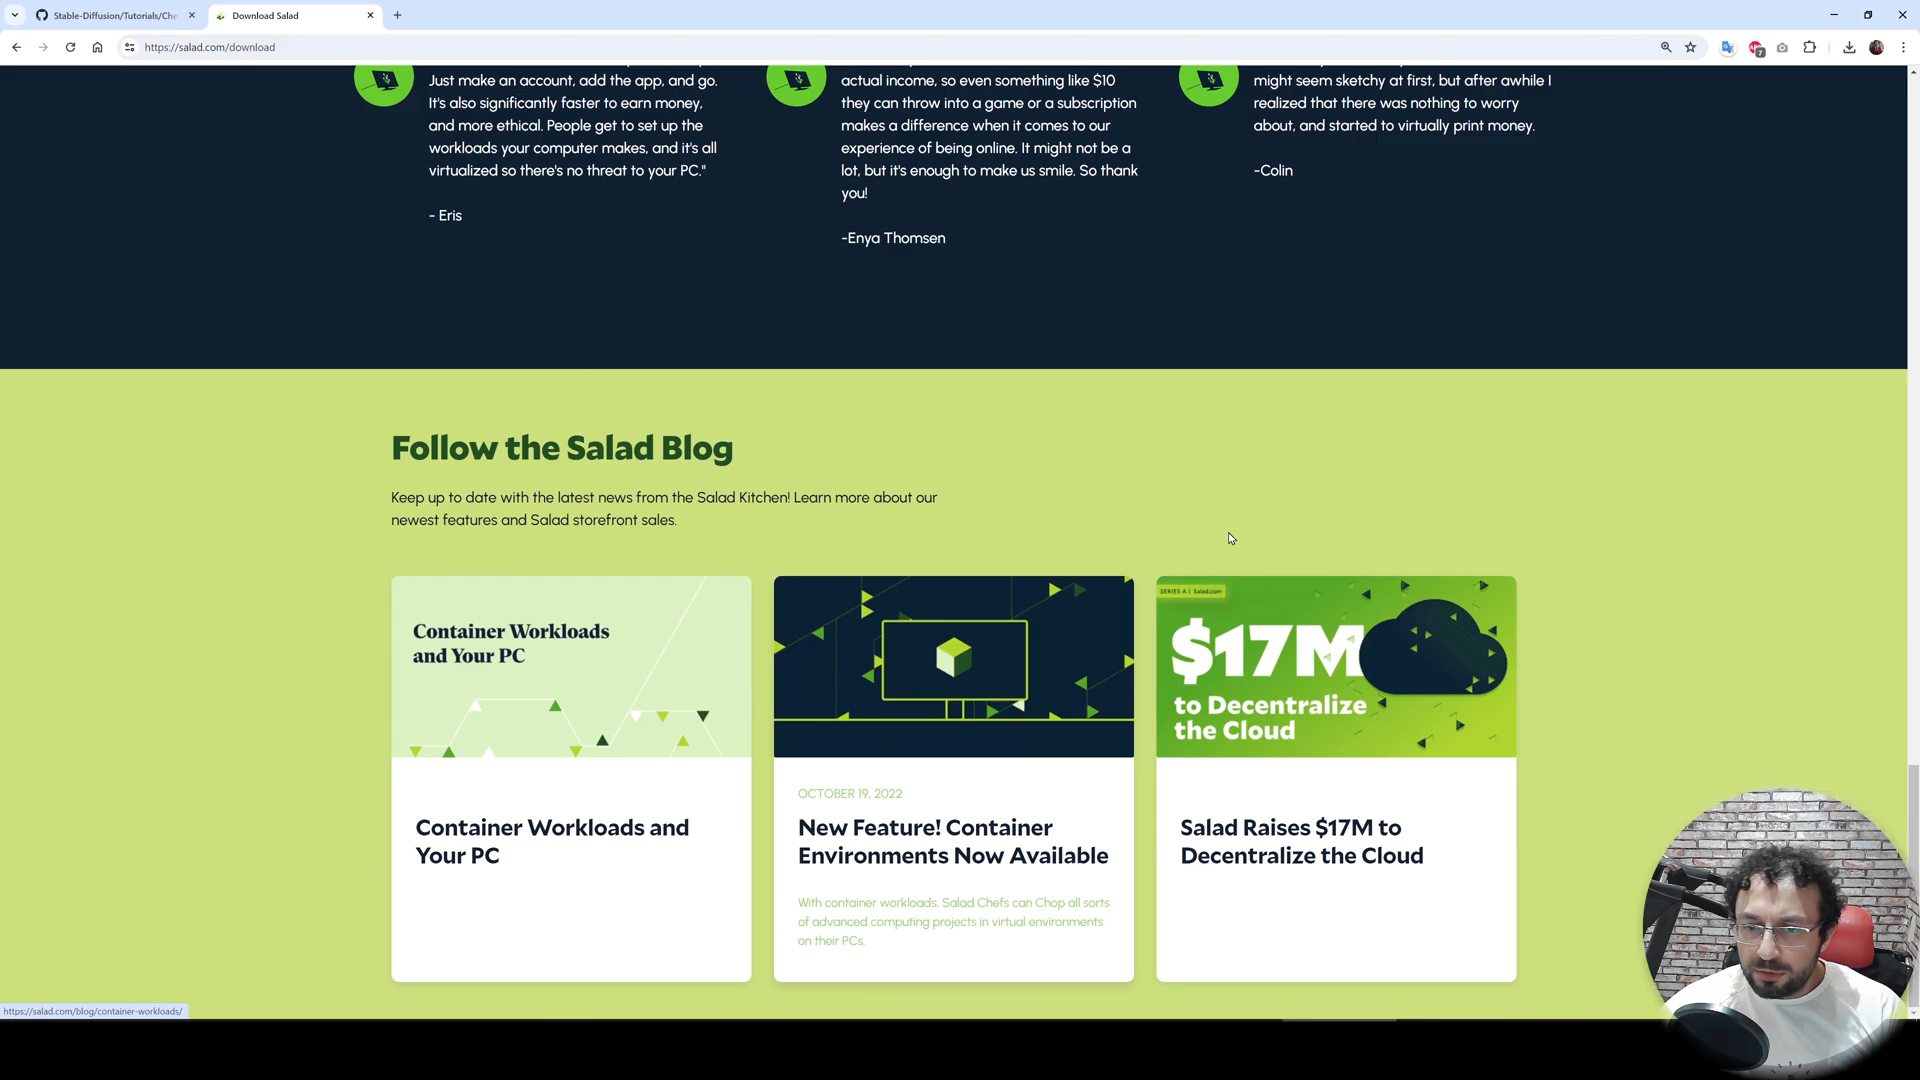 Stable-Diffusion/Tutorials/Che
Download Salad
https://salad.com/download
7
Just make an account, add the app, and go.
It's also significantly faster to earn money,
and more ethical. People get to set up the
workloads your computer makes, and it's all
virtualized so there's no threat to your PC."
- Eris
actual income, so even something like $10
they can throw into a game or a subscription
makes a difference when it comes to our
experience of being online. It might not be a
lot, but it's enough to make us smile. So thank
you!
-Enya Thomsen
might seem sketchy at first, but after awhile I
realized that there was nothing to worry
about, and started to virtually print money.
-Colin
Follow the Salad Blog
Keep up to date with the latest news from the Salad Kitchen! Learn more about our
newest features and Salad storefront sales.
Container Workloads
and Your PC
Container Workloads and
Your PC
OCTOBER 19, 2022
New Feature! Container
Environments Now Available
With container workloads, Salad Chefs can Chop all sorts
of advanced computing projects in virtual environments
on their PCs.
SERIES A | Salad.com
$17M
to Decentralize
the Cloud
Salad Raises $17M to
Decentralize the Cloud
https://salad.com/blog/container-workloads/